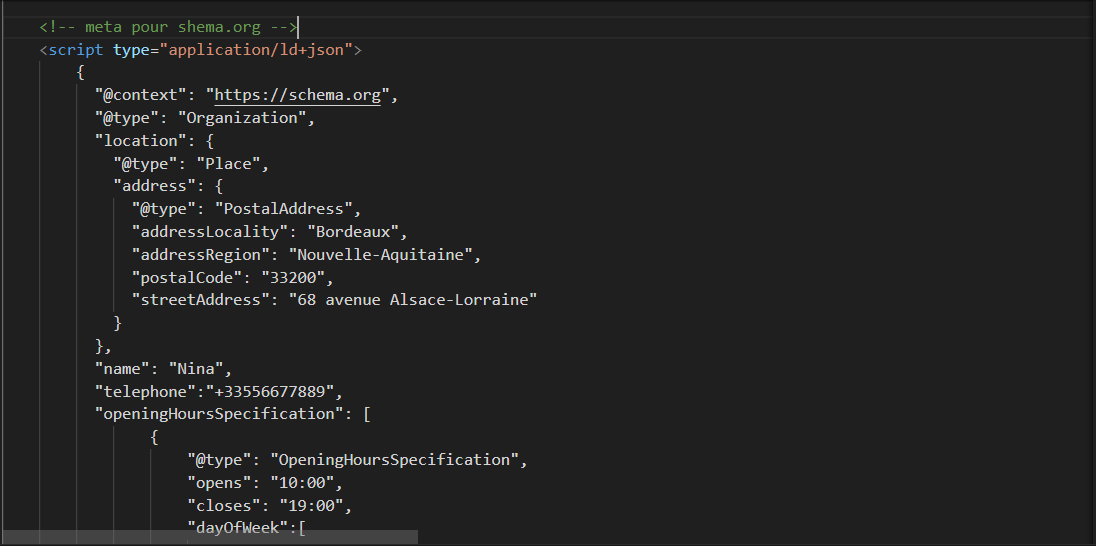 <!-- meta pour shema.org -->
<script type="application/ld+json">
{
"@context": "https://schema.org",
"@type": "Organization",
"location": {
"@type": "Place",
"address": {
"@type": "PostalAddress",
"addressLocality": "Bordeaux",
"addressRegion": "Nouvelle-Aquitaine",
"postalCode": "33200",
"streetAddress": "68 avenue Alsace-Lorraine"
}
},
"name": "Nina",
"telephone":"+33556677889",
"openingHoursSpecification": [
{
"@type": "OpeningHoursSpecification",
"opens": "10:00",
"closes": "19:00",
"dayOfWeek":[